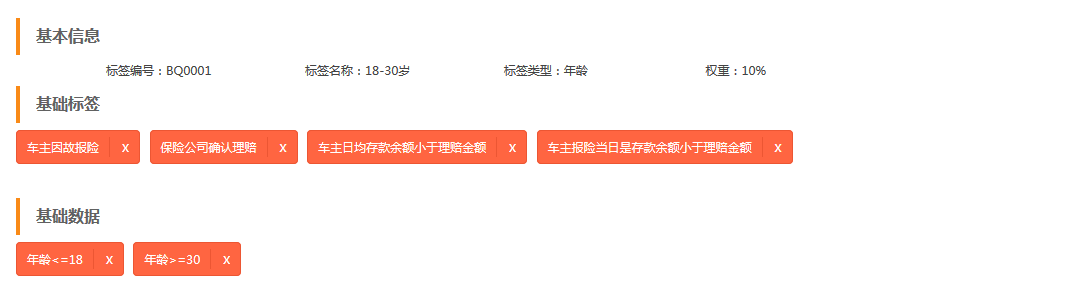 基本信息
标签编号：BQ0001 标签名称：18-30岁 标签类型：年龄 权重：10%
基础标签
车主因故报险 x 保险公司确认理赔 x 车主日均存款余额小于理赔金额 x 车主报险当日是存款余额小于理赔金额 x
基础数据
年龄<=18 x 年龄>=30 x